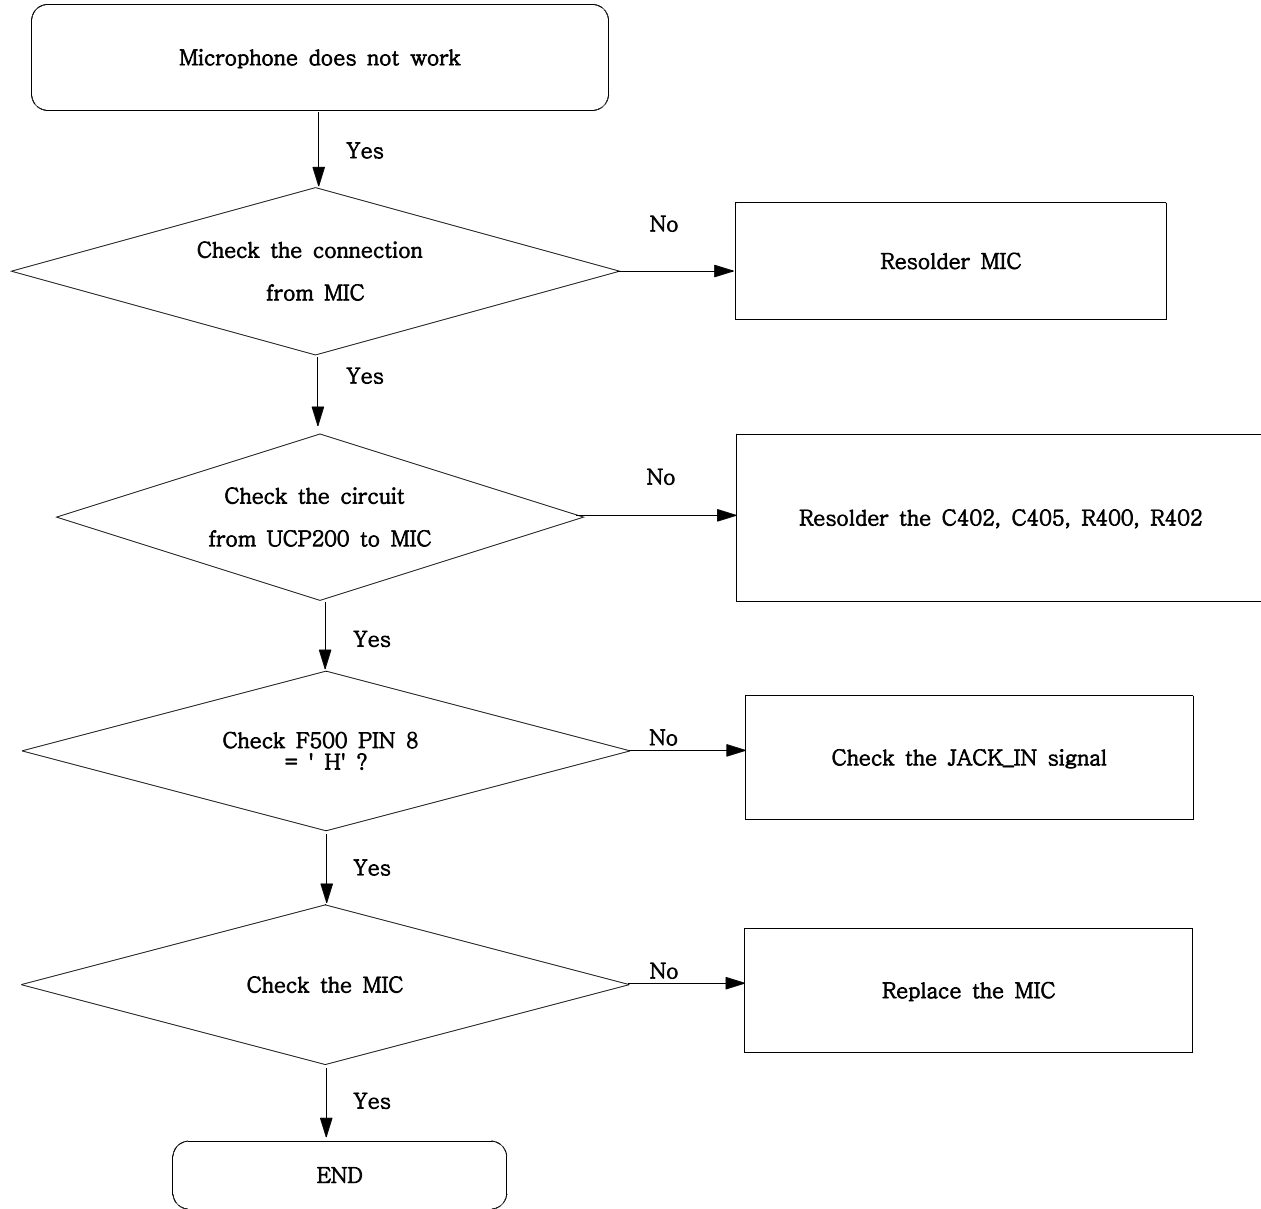 Microphone does not work
Yes
Check the connection
from MIC
No
Resolder MIC
Yes
Check the circuit
from UCP200 to MIC
No
Resolder the C402, C405, R400, R402
Yes
Check F500 PIN 8
= ' H' ?
No
Check the JACK_IN signal
Yes
Check the MIC
No
Replace the MIC
Yes
END